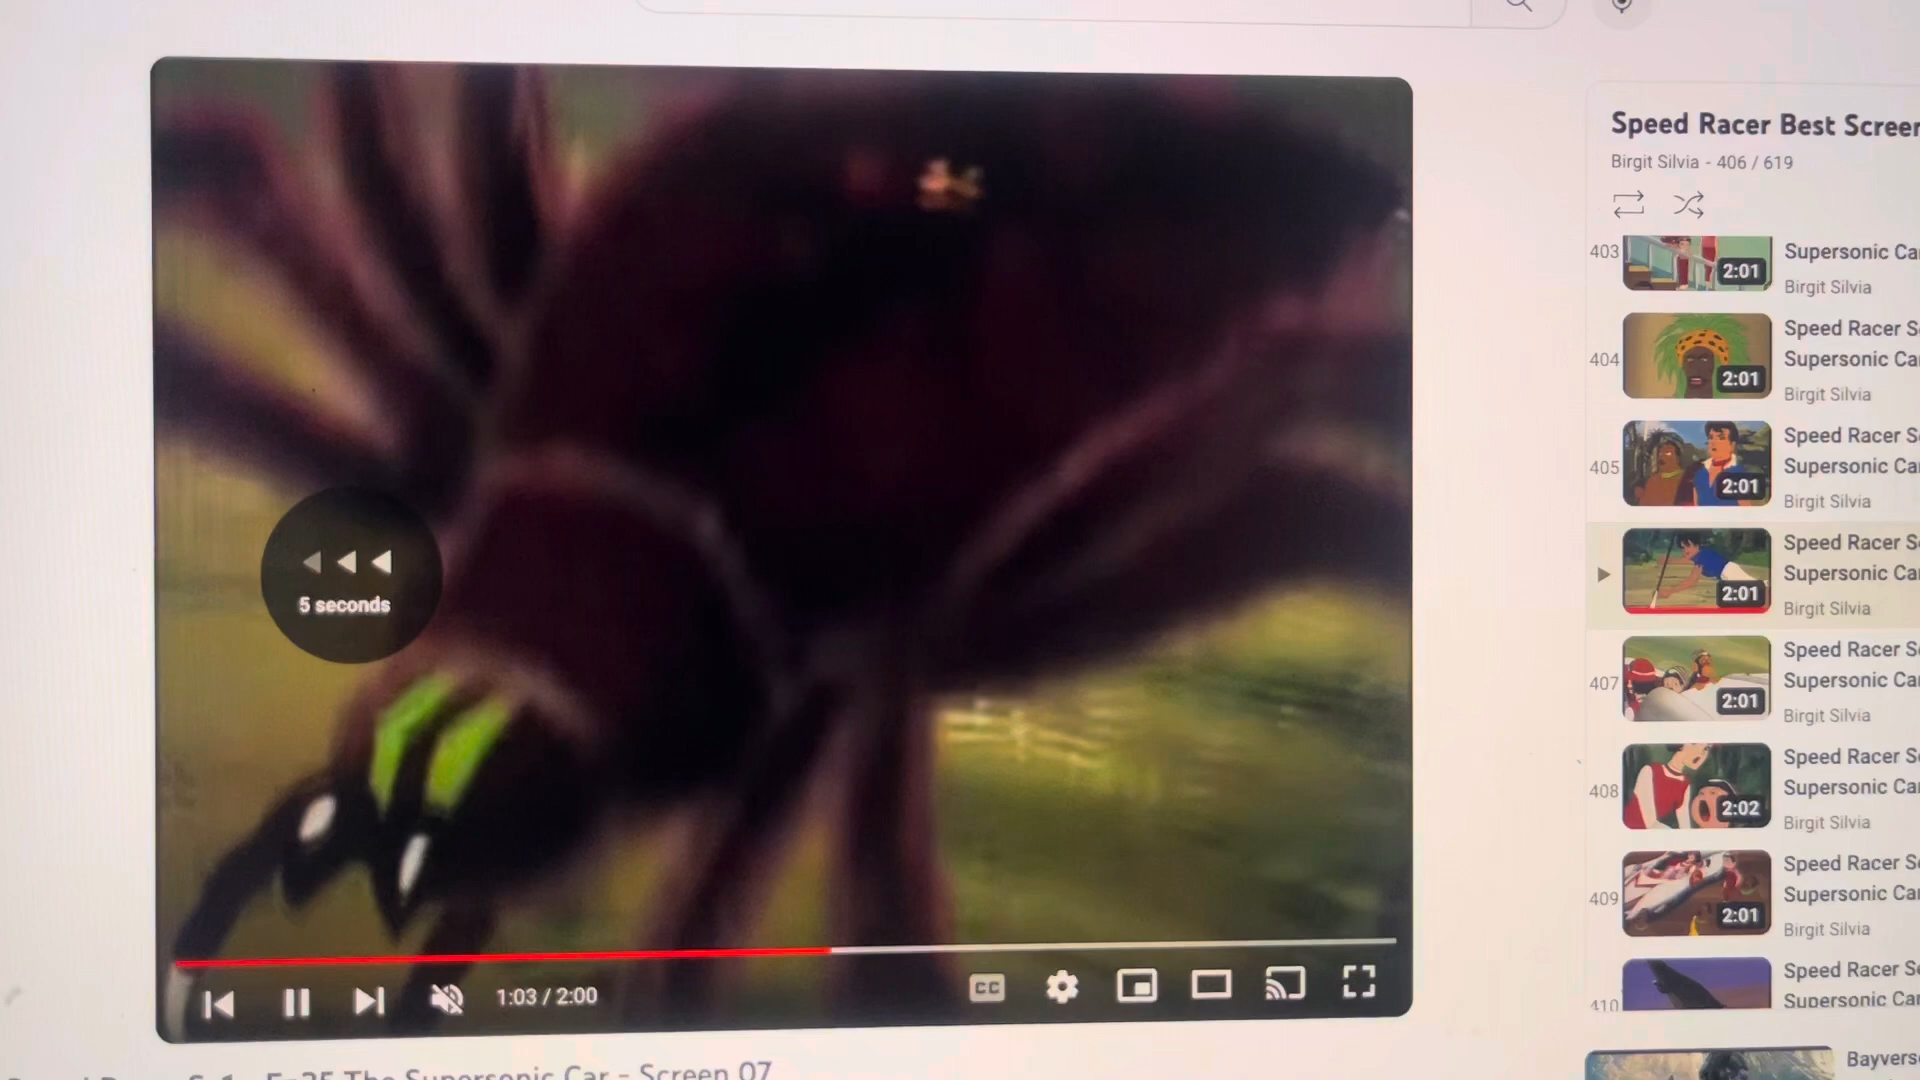 5 seconds
1:03 / 2:00
CC
The Supersonic Car - Screen 07
Speed Racer Best Screen
Birgit Silvia - 406 / 619
403
2:01
Supersonic Ca
Birgit Silvia
404
2:01
Speed Racer S
Supersonic Ca
Birgit Silvia
405
2:01
Speed Racer S
Supersonic Ca
Birgit Silvia
2:01
Speed Racer S
Supersonic Ca
Birgit Silvia
407
2:01
Speed Racer S
Supersonic Ca
Birgit Silvia
408
2:02
Speed Racer S
Supersonic Ca
Birgit Silvia
409
2:01
Speed Racer S
Supersonic Ca
Birgit Silvia
410
Speed Racer S
Supersonic Ca
Bayvers